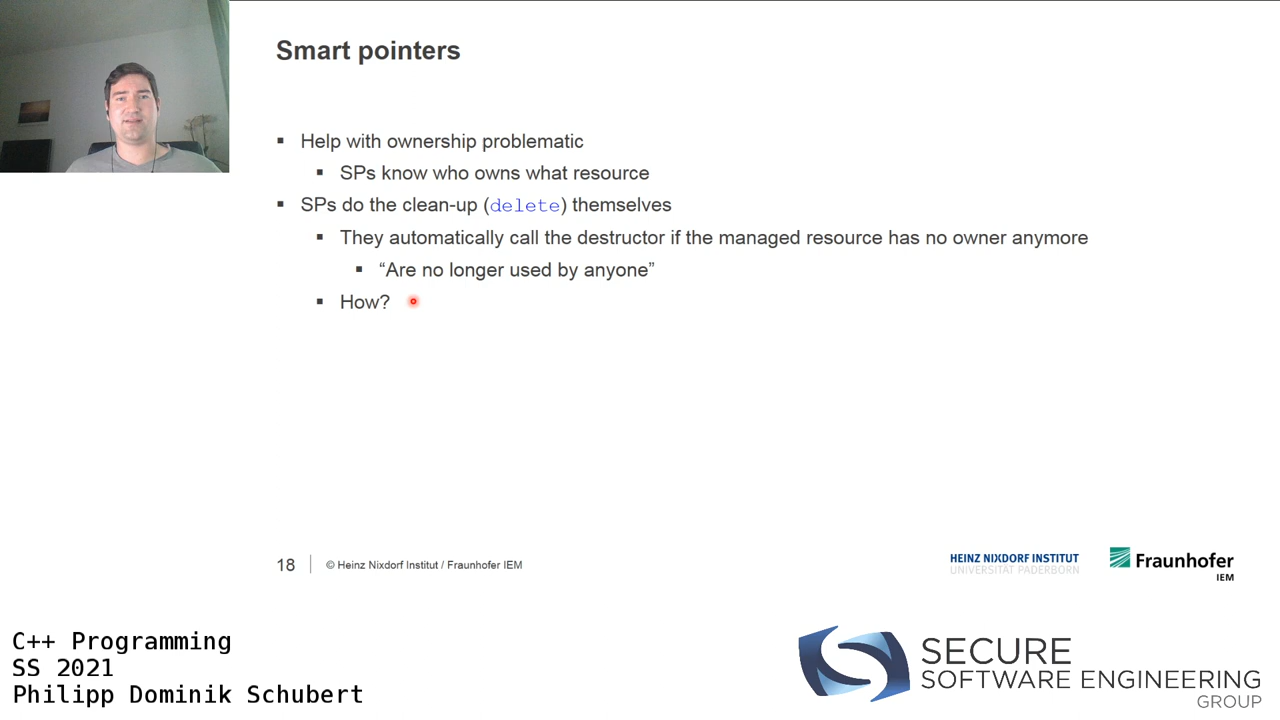 Smart pointers
▪ Help with ownership problematic
▪ SPs know who owns what resource
▪ SPs do the clean-up (delete) themselves
▪ They automatically call the destructor if the managed resource has no owner anymore
▪ “Are no longer used by anyone”
▪ How?
18 | © Heinz Nixdorf Institut / Fraunhofer IEM
HEINZ NIXDORF INSTITUT
UNIVERSITÄT PADERBORN
Fraunhofer
IEM
C++ Programming
SS 2021
Philipp Dominik Schubert
SECURE
SOFTWARE ENGINEERING
GROUP